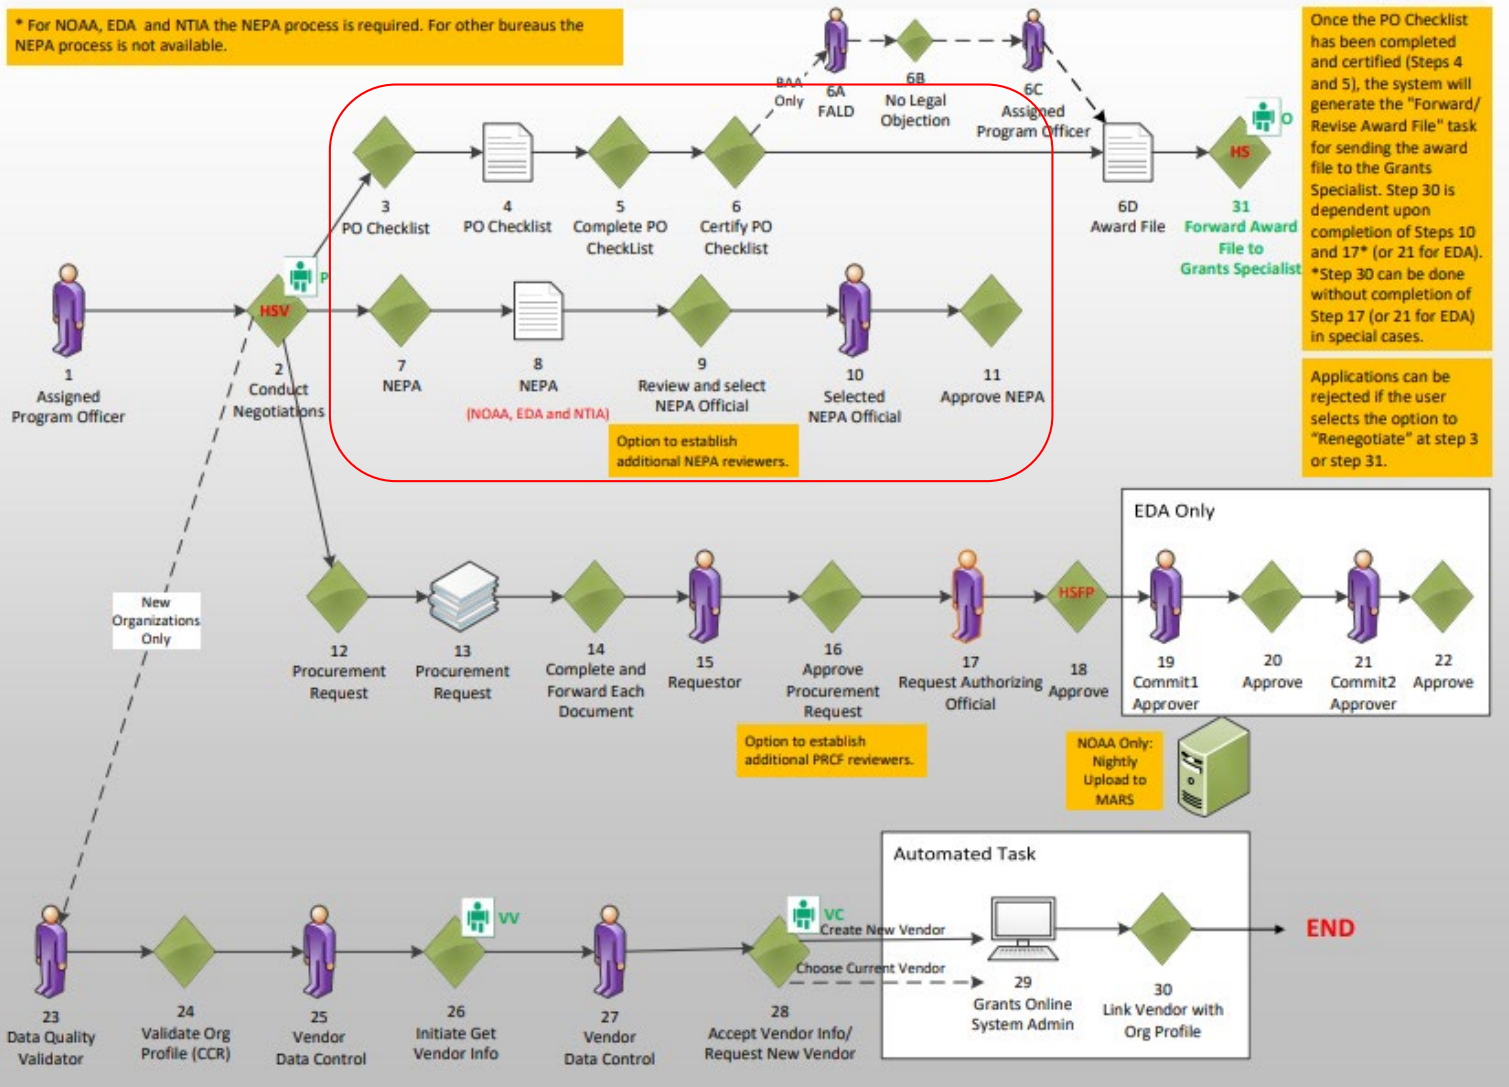 * For NOAA, EDA and NTIA the NEPA process is required. For other bureaus the
NEPA process is not available.
BAA
Only
6A
FALD
6B
No Legal
Objection
6C
Assigned
Program Officer
Once the PO Checklist
has been completed
and certified (Steps 4
and 5), the system will
generate the "Forward/
Revise Award File" task
for sending the award
file to the Grants
Specialist. Step 30 is
dependent upon
completion of Steps 10
and 17* (or 21 for EDA).
*Step 30 can be done
without completion of
Step 17 (or 21 for EDA)
in special cases.
O
HS
3
PO Checklist
4
PO Checklist
5
Complete PO
CheckList
6
Certify PO
Checklist
6D
Award File
31
Forward Award
File to
Grants Specialist
P
HSV
1
Assigned
Program Officer
2
Conduct
Negotiations
7
NEPA
8
NEPA
(NOAA, EDA and NTIA)
9
Review and select
NEPA Official
10
Selected
NEPA Official
11
Approve NEPA
Option to establish
additional NEPA reviewers.
Applications can be
rejected if the user
selects the option to
“Renegotiate” at step 3
or step 31.
EDA Only
New
Organizations
Only
HSFP
12
Procurement
Request
13
Procurement
Request
14
Complete and
Forward Each
Document
15
Requestor
16
Approve
Procurement
Request
17
Request Authorizing
Official
18
Approve
19
Commit1
Approver
20
Approve
21
Commit2
Approver
22
Approve
Option to establish
additional PRCF reviewers.
NOAA Only:
Nightly
Upload to
MARS
Automated Task
VV
VC
Create New Vendor
Choose Current Vendor
END
23
Data Quality
Validator
24
Validate Org
Profile (CCR)
25
Vendor
Data Control
26
Initiate Get
Vendor Info
27
Vendor
Data Control
28
Accept Vendor Info/
Request New Vendor
29
Grants Online
System Admin
30
Link Vendor with
Org Profile